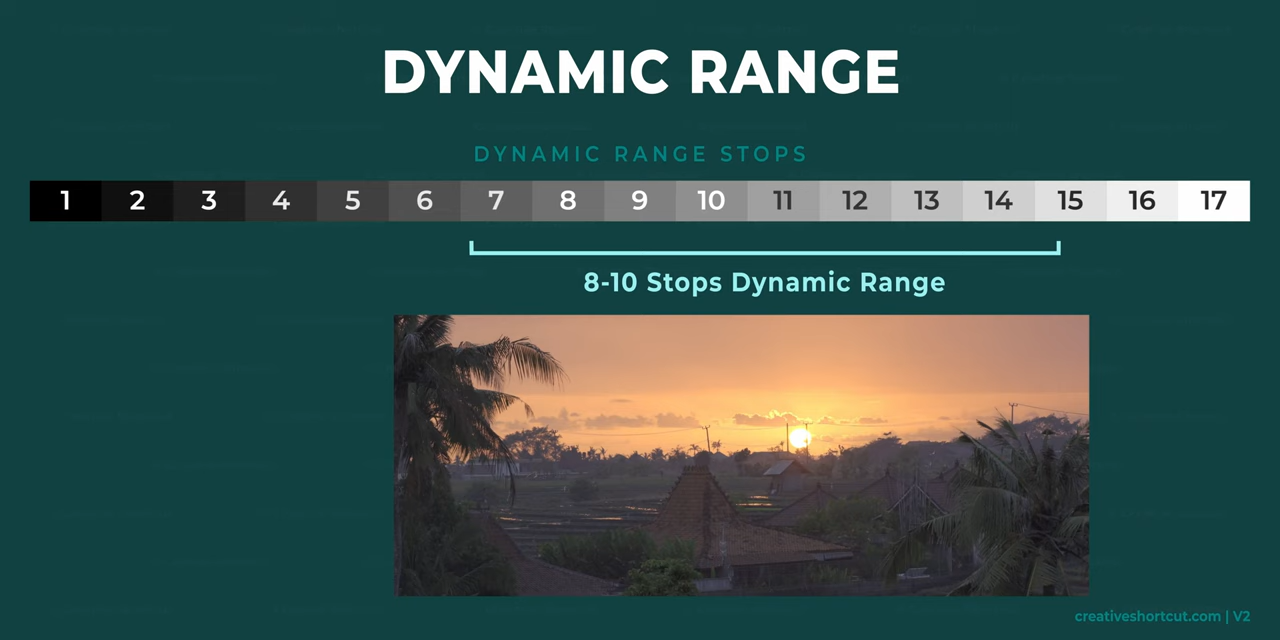 DYNAMIC RANGE
DYNAMIC RANGE STOPS
1 2 3 4 5 6 7 8 9 10 11 12 13 14 15 16 17
8-10 Stops Dynamic Range
creativeshortcut.com | V2